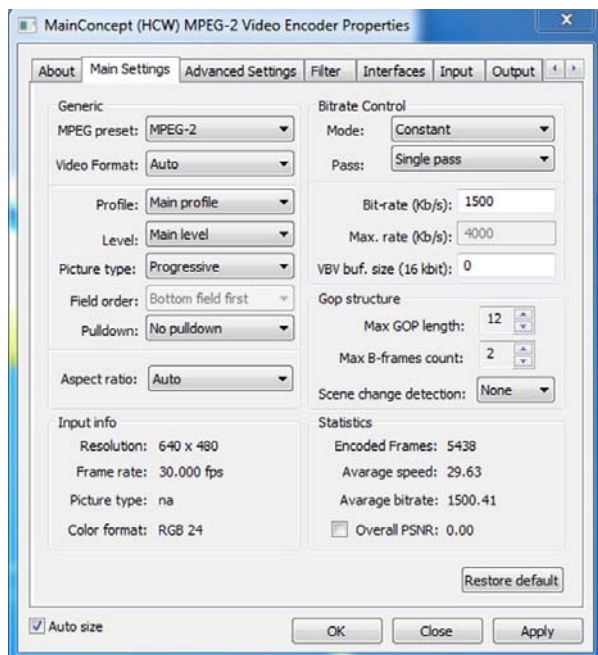 MainConcept (HCW) MPEG-2 Video Encoder Properties
x
About Main Settings Advanced Settings Filter Interfaces Input Output
Generic
MPEG preset: MPEG-2
Video Format: Auto
Profile: Main profile
Level: Main level
Picture type: Progressive
Field order: Bottom field first
Pulldown: No pulldown
Aspect ratio: Auto
Input info
Resolution: 640 x 480
Frame rate: 30.000 fps
Picture type: na
Color format: RGB 24
Bitrate Control
Mode: Constant
Pass: Single pass
Bit-rate (Kb/s): 1500
Max. rate (Kb/s): 4000
VBV buf. size (16 kbit): 0
Gop structure
Max GOP length: 12
Max B-frames count: 2
Scene change detection: None
Statistics
Encoded Frames: 5438
Avarage speed: 29.63
Avarage bitrate: 1500.41
Overall PSNR: 0.00
Restore default
Auto size
OK Close Apply